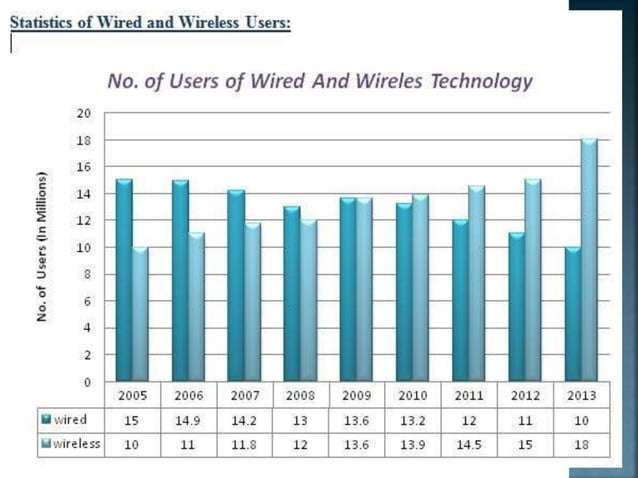 Statistics of Wired and Wireless Users:
No. of Users of Wired And Wireles Technology
No. of Users (In Millions)
20
18
16
14
12
10
8
6
4
2
0
2005 2006 2007 2008 2009 2010 2011 2012 2013
wired 15 14.9 14.2 13 13.6 13.2 12 11 10
wireless 10 11 11.8 12 13.6 13.9 14.5 15 18